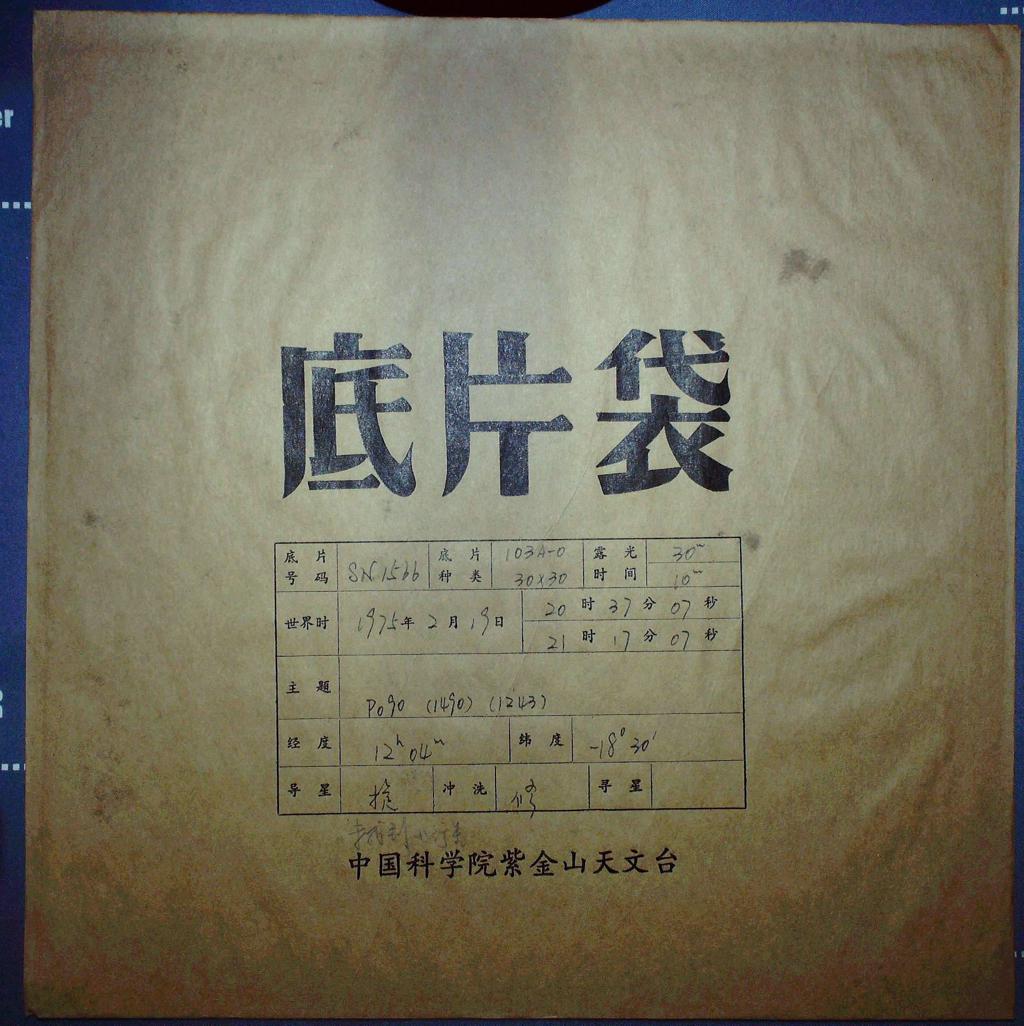 er
底片袋
底片号码 SN1566 底片种类 103A-O 30×30 露光时间 30ᵐ 10ᵐ
世界时 1975年2月19日 20时37分07秒
21时17分07秒
主题 Po90 (1490) (1243)
经度 12ʰ04ᵐ 纬度 -18°30′
导星 冲洗 修 寻星
中国科学院紫金山天文台